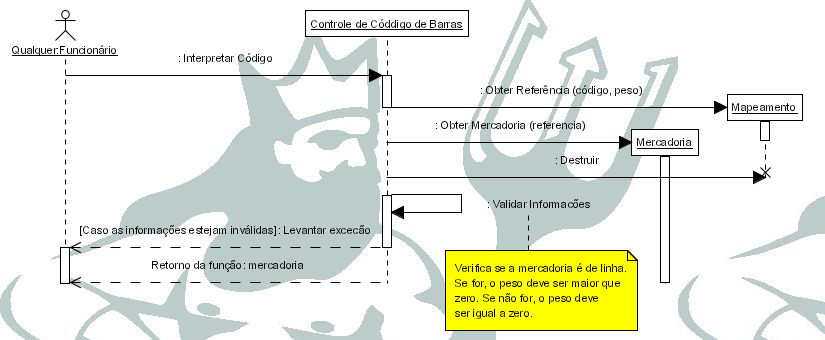 Controle de Códdigo de Barras
Qualquer:Funcionário
: Interpretar Código
: Obter Referência (código, peso)
Mapeamento
: Obter Mercadoria (referencia)
Mercadoria
: Destruir
: Validar Informacões
[Caso as informações estejam inválidas] : Levantar excecão
Retorno da função : mercadoria
Verifica se a mercadoria é de linha.
Se for, o peso deve ser maior que
zero. Se não for, o peso deve
ser igual a zero.